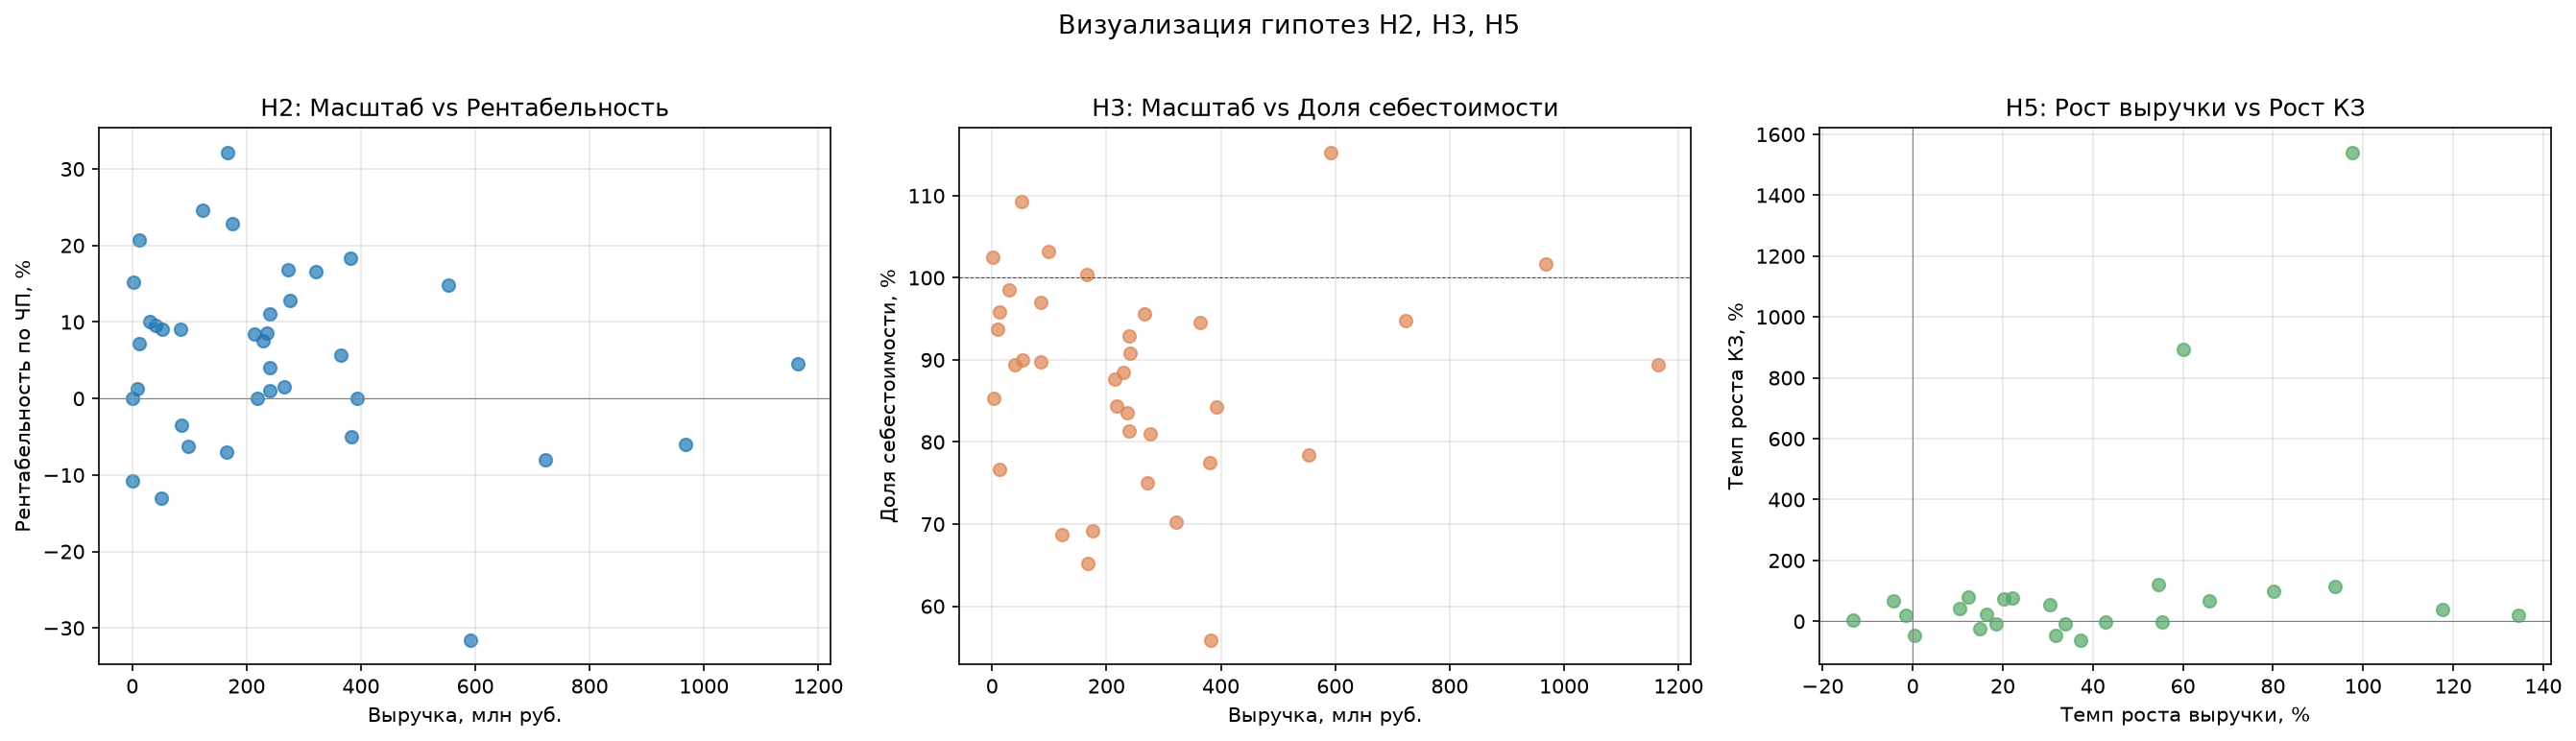 Визуализация гипотез H2, H3, H5
H2: Масштаб vs Рентабельность
30
20
10
0
−10
−20
−30
Рентабельность по ЧП, %
0 200 400 600 800 1000 1200
Выручка, млн руб.
H3: Масштаб vs Доля себестоимости
110
100
90
80
70
60
Доля себестоимости, %
0 200 400 600 800 1000 1200
Выручка, млн руб.
H5: Рост выручки vs Рост КЗ
1600
1400
1200
1000
800
600
400
200
0
Темп роста КЗ, %
−20 0 20 40 60 80 100 120 140
Темп роста выручки, %